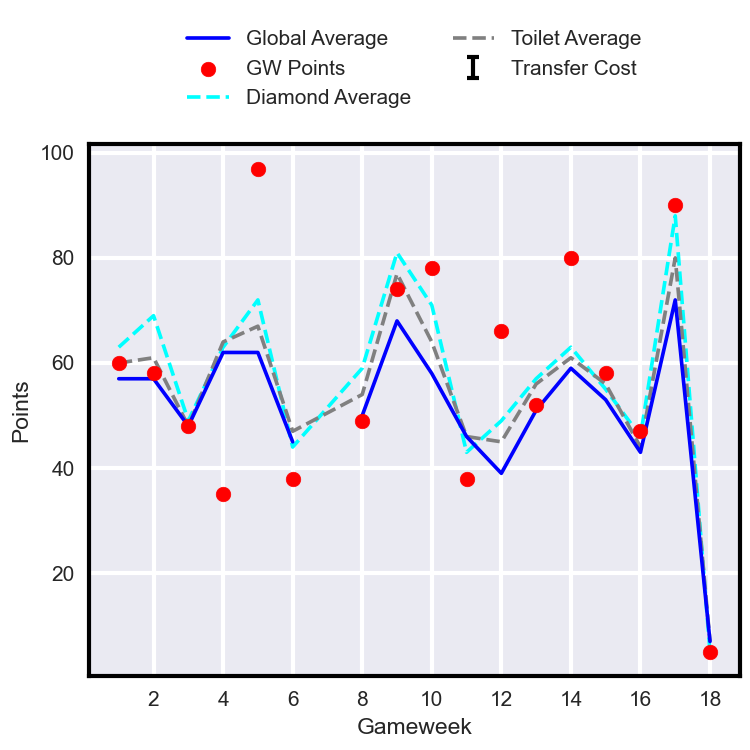 Global Average
GW Points
Diamond Average
Toilet Average
Transfer Cost
Points
100
80
60
40
20
2 4 6 8 10 12 14 16 18
Gameweek